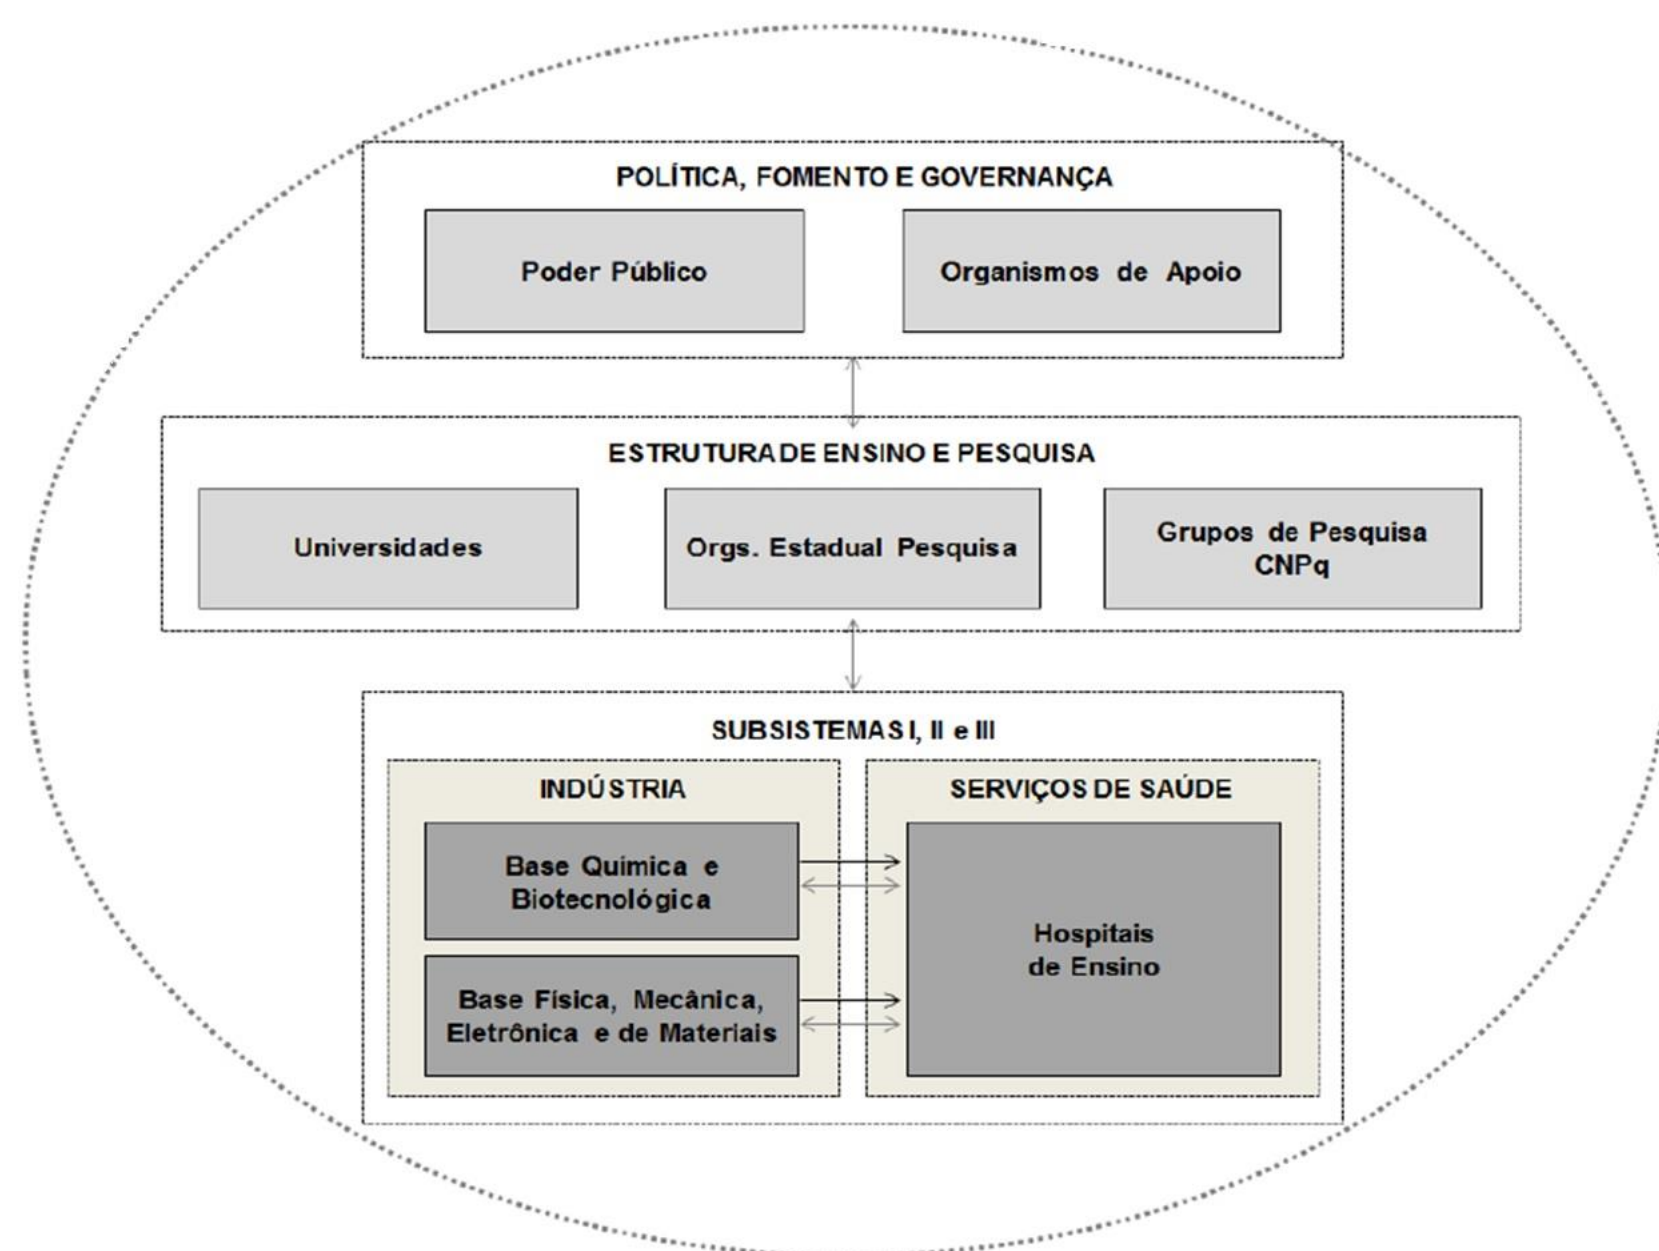 POLÍTICA, FOMENTO E GOVERNANÇA
Poder Público
Organismos de Apoio
ESTRUTURA DE ENSINO E PESQUISA
Universidades
Orgs. Estadual Pesquisa
Grupos de Pesquisa
CNPq
SUBSISTEMAS I, II e III
INDÚSTRIA
Base Química e
Biotecnológica
Base Física, Mecânica,
Eletrônica e de Materiais
SERVIÇOS DE SAÚDE
Hospitais
de Ensino